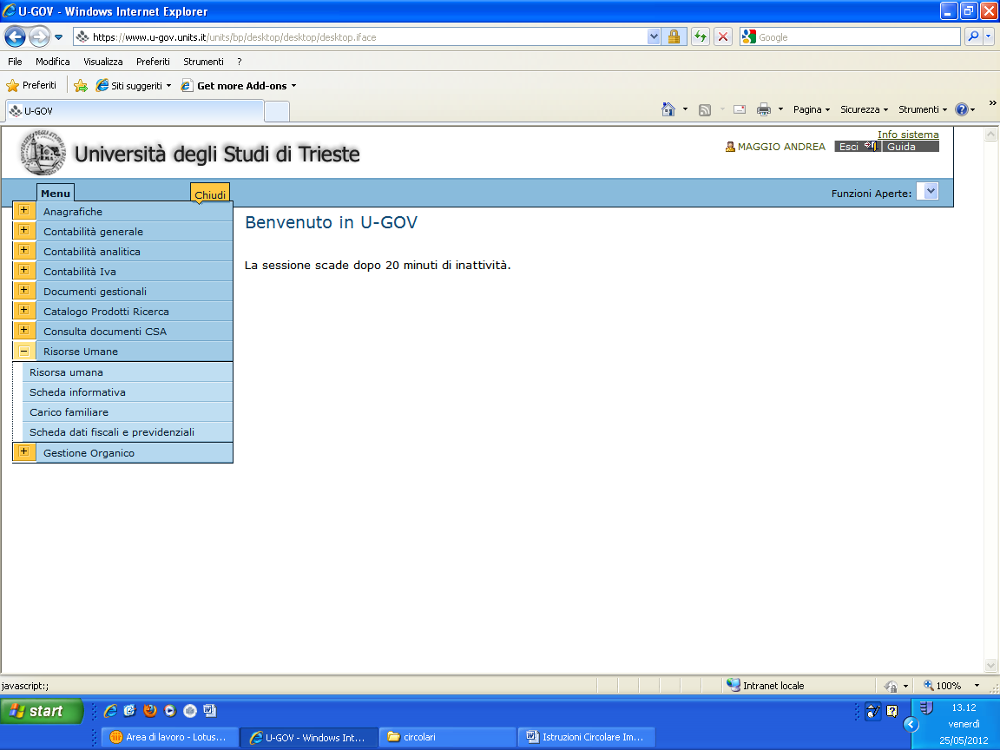 U-GOV - Windows Internet Explorer
https://www.u-gov.units.it/units/bp/desktop/desktop/desktop.iface
Google
File Modifica Visualizza Preferiti Strumenti ?
Preferiti Siti suggeriti Get more Add-ons
U-GOV
Pagina Sicurezza Strumenti »
Università degli Studi di Trieste
Info sistema
MAGGIO ANDREA Esci Guida
Menu Chiudi Funzioni Aperte:
Anagrafiche
Contabilità generale
Contabilità analitica
Contabilità Iva
Documenti gestionali
Catalogo Prodotti Ricerca
Consulta documenti CSA
Risorse Umane
Risorsa umana
Scheda informativa
Carico familiare
Scheda dati fiscali e previdenziali
Gestione Organico
Benvenuto in U-GOV
La sessione scade dopo 20 minuti di inattività.
javascript:; Intranet locale 100%
start
Area di lavoro - Lotus... U-GOV - Windows Int... circolari Istruzioni Circolare Im...
13.12
venerdì
25/05/2012